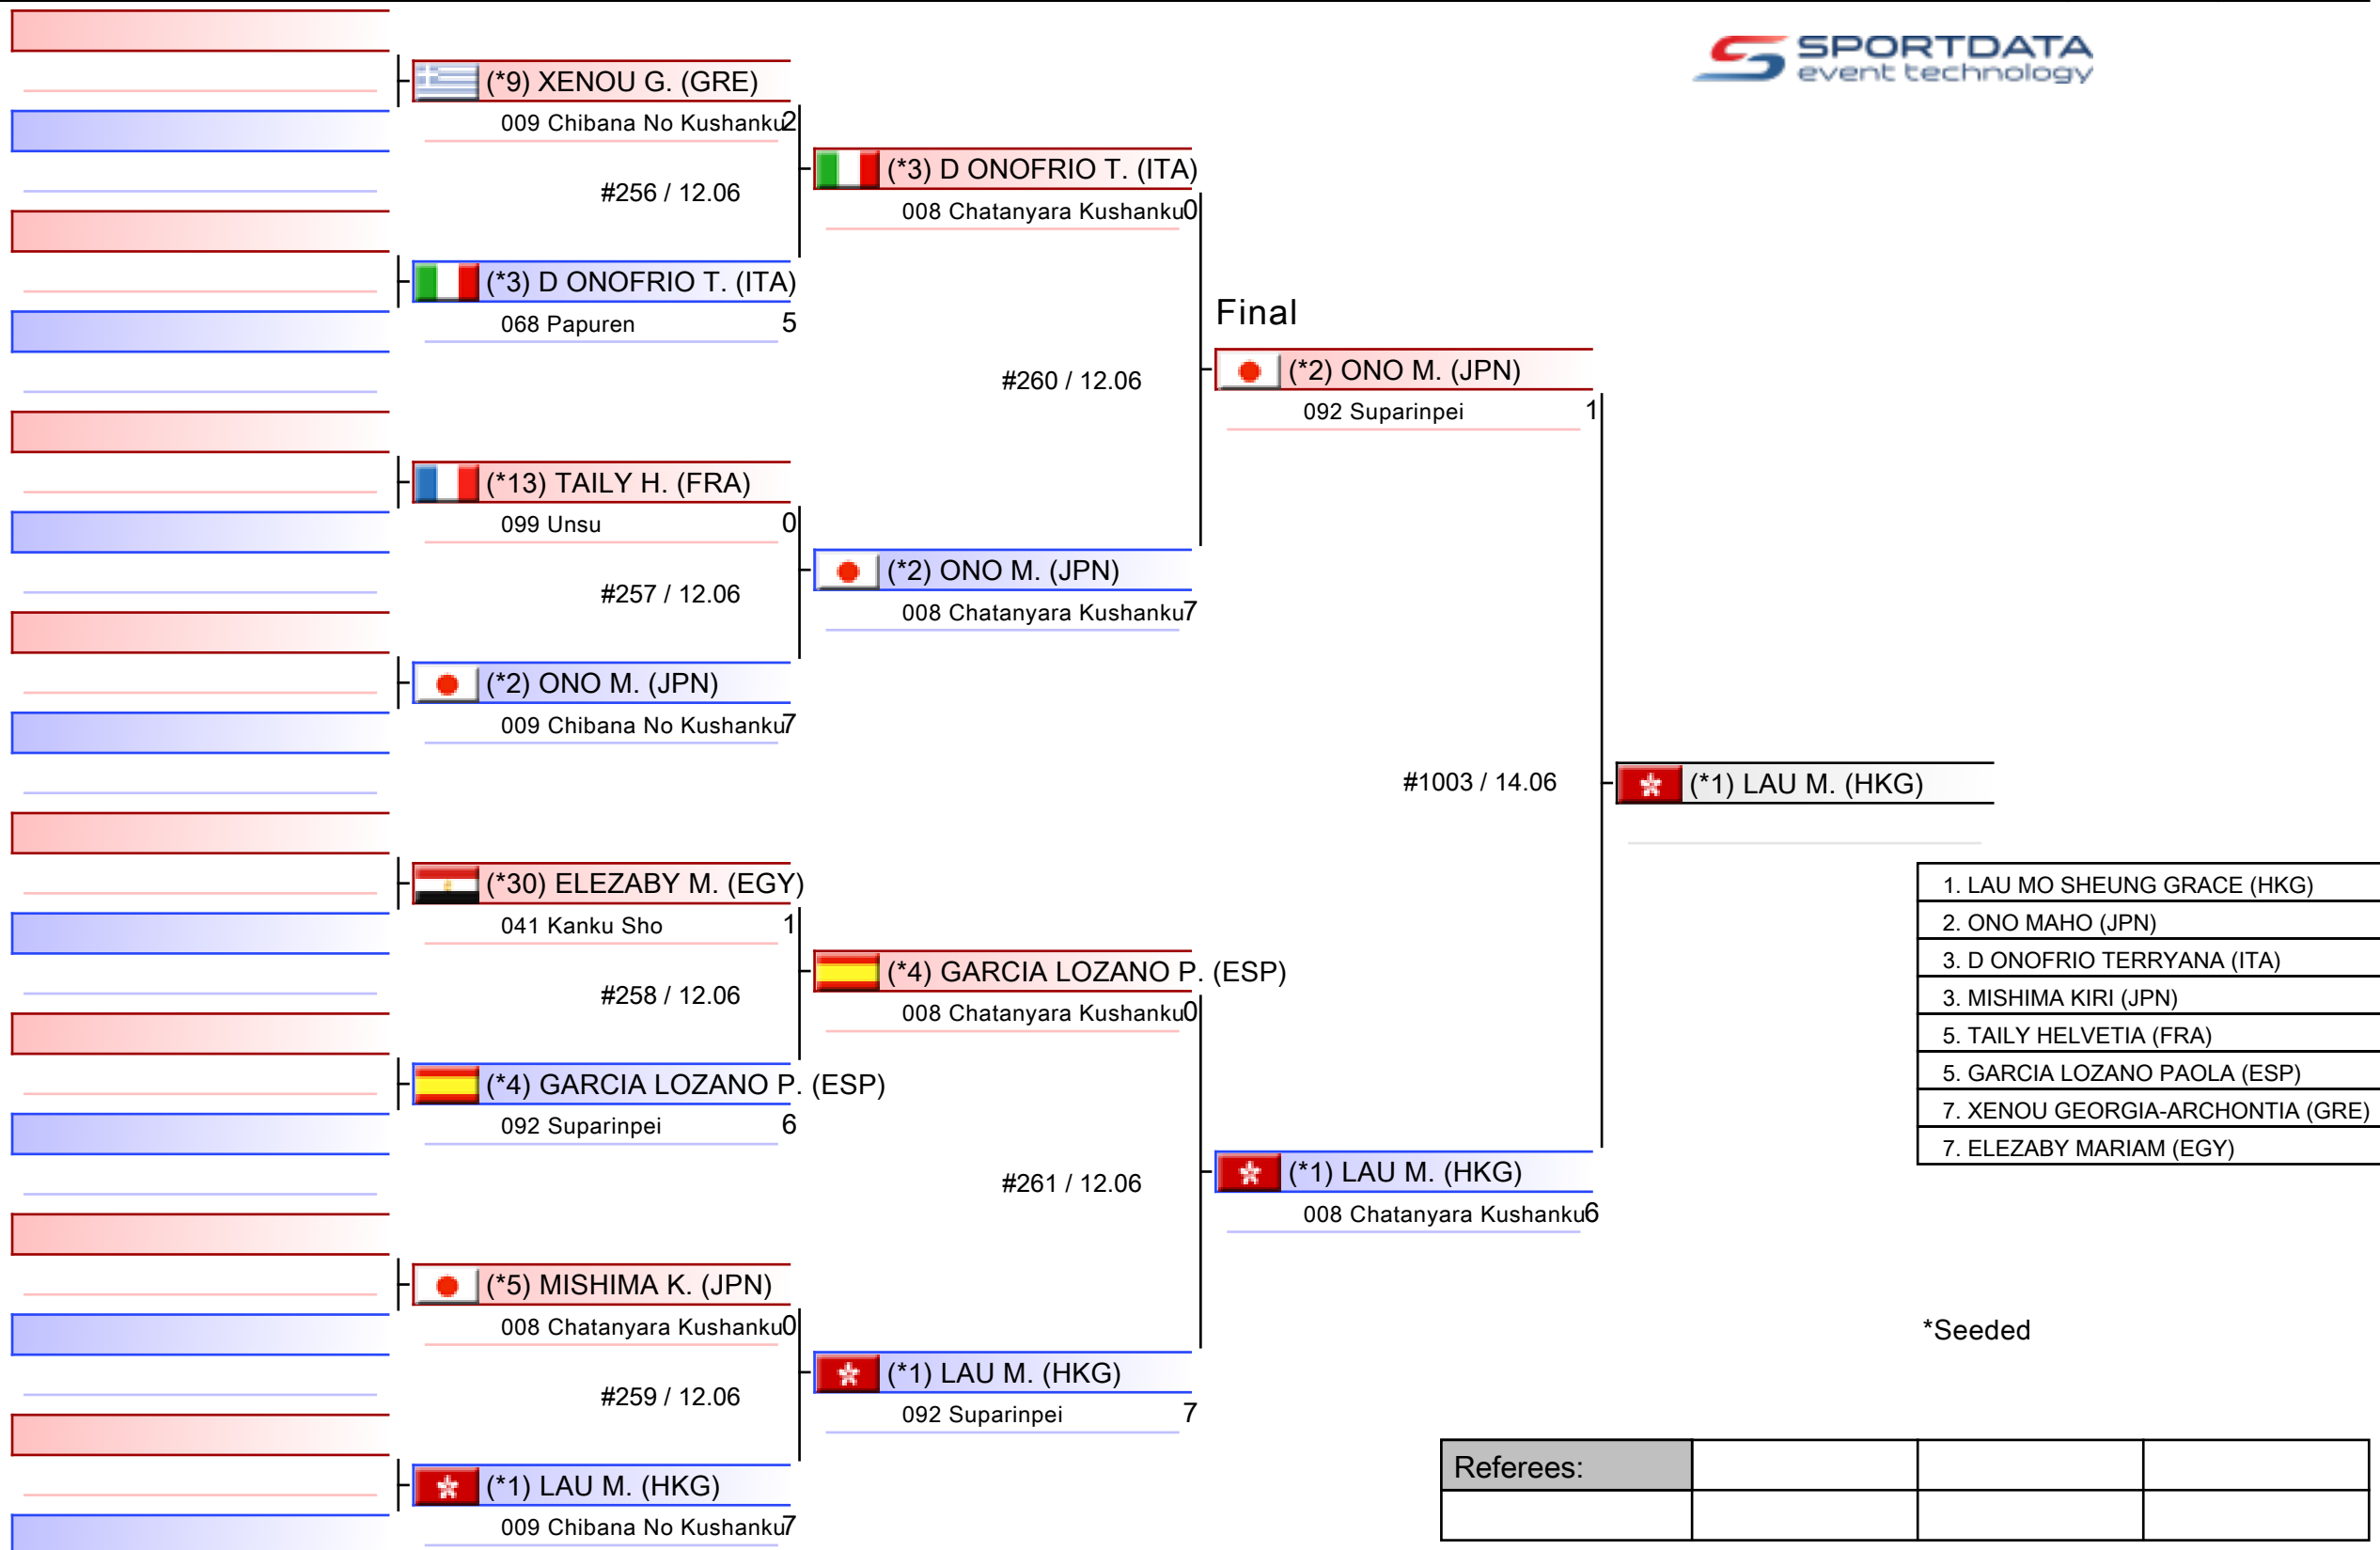 SPORTDATA
event technology
(*9) XENOU G. (GRE)
009 Chibana No Kushanku 2
#256 / 12.06
(*3) D ONOFRIO T. (ITA)
068 Papuren 5
(*13) TAILY H. (FRA)
099 Unsu 0
#257 / 12.06
(*2) ONO M. (JPN)
009 Chibana No Kushanku 7
(*30) ELEZABY M. (EGY)
041 Kanku Sho 1
#258 / 12.06
(*4) GARCIA LOZANO P. (ESP)
092 Suparinpei 6
(*5) MISHIMA K. (JPN)
008 Chatanyara Kushanku 0
#259 / 12.06
(*1) LAU M. (HKG)
009 Chibana No Kushanku 7
(*3) D ONOFRIO T. (ITA)
008 Chatanyara Kushanku 0
#260 / 12.06
(*2) ONO M. (JPN)
008 Chatanyara Kushanku 7
(*4) GARCIA LOZANO P. (ESP)
008 Chatanyara Kushanku 0
#261 / 12.06
(*1) LAU M. (HKG)
092 Suparinpei 7
Final
(*2) ONO M. (JPN)
092 Suparinpei 1
#1003 / 14.06
(*1) LAU M. (HKG)
008 Chatanyara Kushanku 6
(*1) LAU M. (HKG)
1. LAU MO SHEUNG GRACE (HKG)
2. ONO MAHO (JPN)
3. D ONOFRIO TERRYANA (ITA)
3. MISHIMA KIRI (JPN)
5. TAILY HELVETIA (FRA)
5. GARCIA LOZANO PAOLA (ESP)
7. XENOU GEORGIA-ARCHONTIA (GRE)
7. ELEZABY MARIAM (EGY)
*Seeded
Referees: